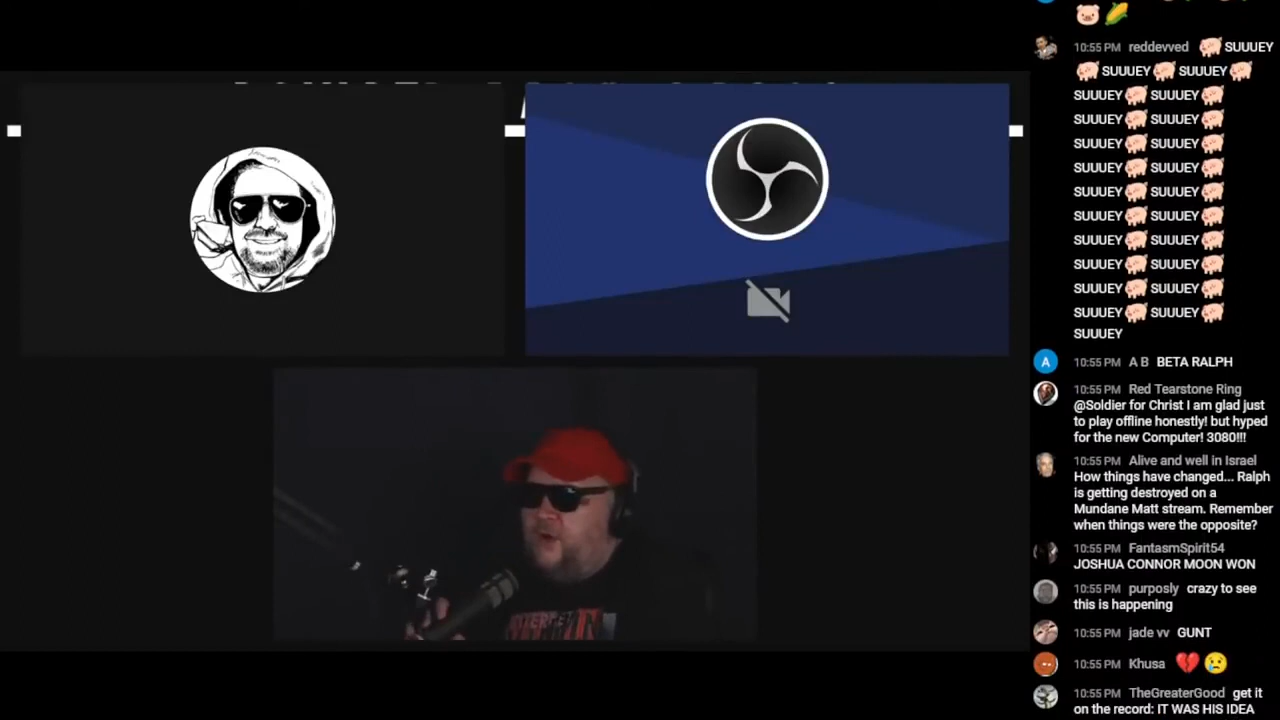 10:55 PM reddevved 🐷 SUUUEY
🐷 SUUUEY 🐷 SUUUEY 🐷
SUUUEY 🐷 SUUUEY 🐷
SUUUEY 🐷 SUUUEY 🐷
SUUUEY 🐷 SUUUEY 🐷
SUUUEY 🐷 SUUUEY 🐷
SUUUEY 🐷 SUUUEY 🐷
SUUUEY 🐷 SUUUEY 🐷
SUUUEY 🐷 SUUUEY 🐷
SUUUEY 🐷 SUUUEY 🐷
SUUUEY 🐷 SUUUEY 🐷
SUUUEY 🐷 SUUUEY 🐷
SUUUEY
A
10:55 PM A B BETA RALPH
10:55 PM Red Tearstone Ring
@Soldier for Christ I am glad just
to play offline honestly! but hyped
for the new Computer! 3080!!!
10:55 PM Alive and well in Israel
How things have changed... Ralph
is getting destroyed on a
Mundane Matt stream. Remember
when things were the opposite?
10:55 PM FantasmSpirit54
JOSHUA CONNOR MOON WON
10:55 PM purposly crazy to see
this is happening
10:55 PM jade vv GUNT
10:55 PM Khusa 💔 😢
10:55 PM TheGreaterGood get it
on the record: IT WAS HIS IDEA